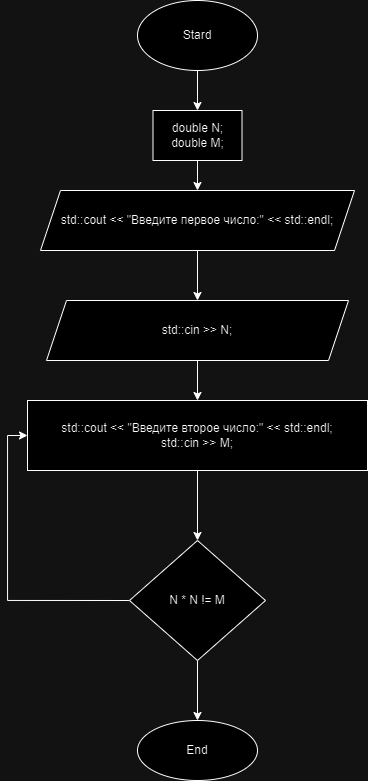 Stard
double N;
double M;
std::cout << "Введите первое число:" << std::endl;
std::cin >> N;
std::cout << "Введите второе число:" << std::endl;
std::cin >> M;
N * N != M
End